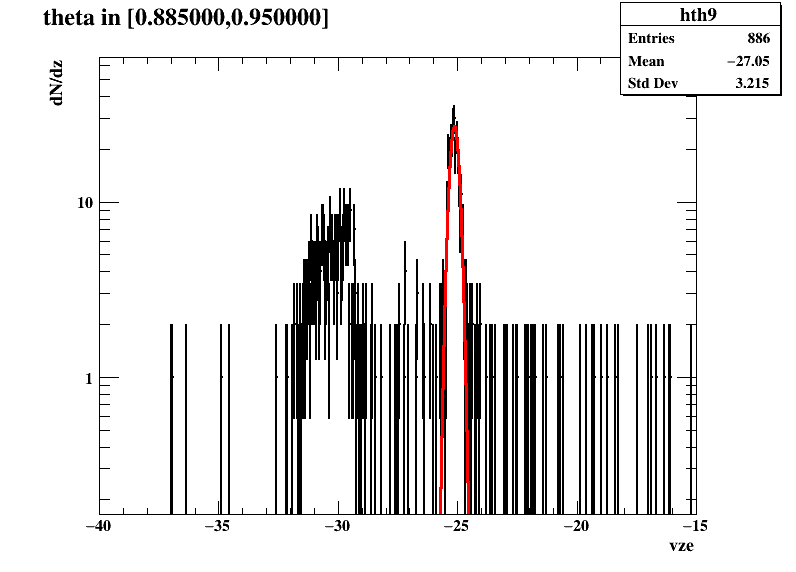 theta in [0.885000,0.950000]
hth9
Entries 886
Mean −27.05
Std Dev 3.215
dN/dz
10
1
−40 −35 −30 −25 −20 −15
vze